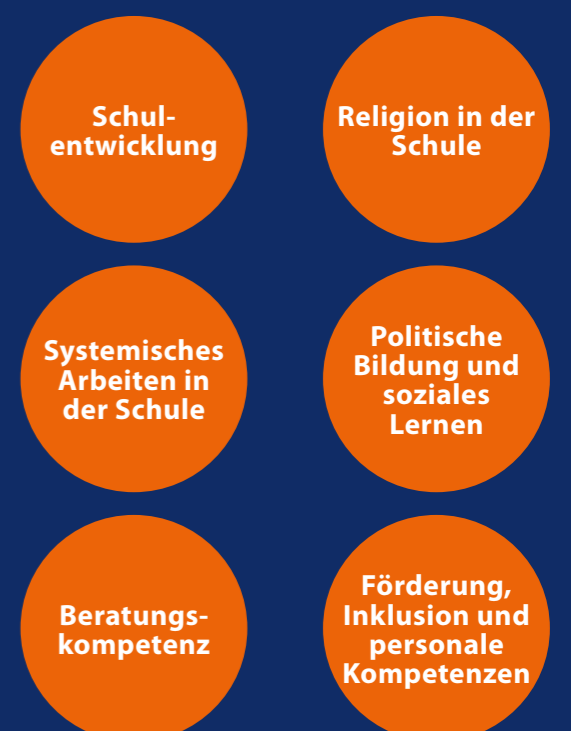 Schul-
entwicklung
Religion in der
Schule
Systemisches
Arbeiten in
der Schule
Politische
Bildung und
soziales
Lernen
Beratungs-
kompetenz
Förderung,
Inklusion und
personale
Kompetenzen